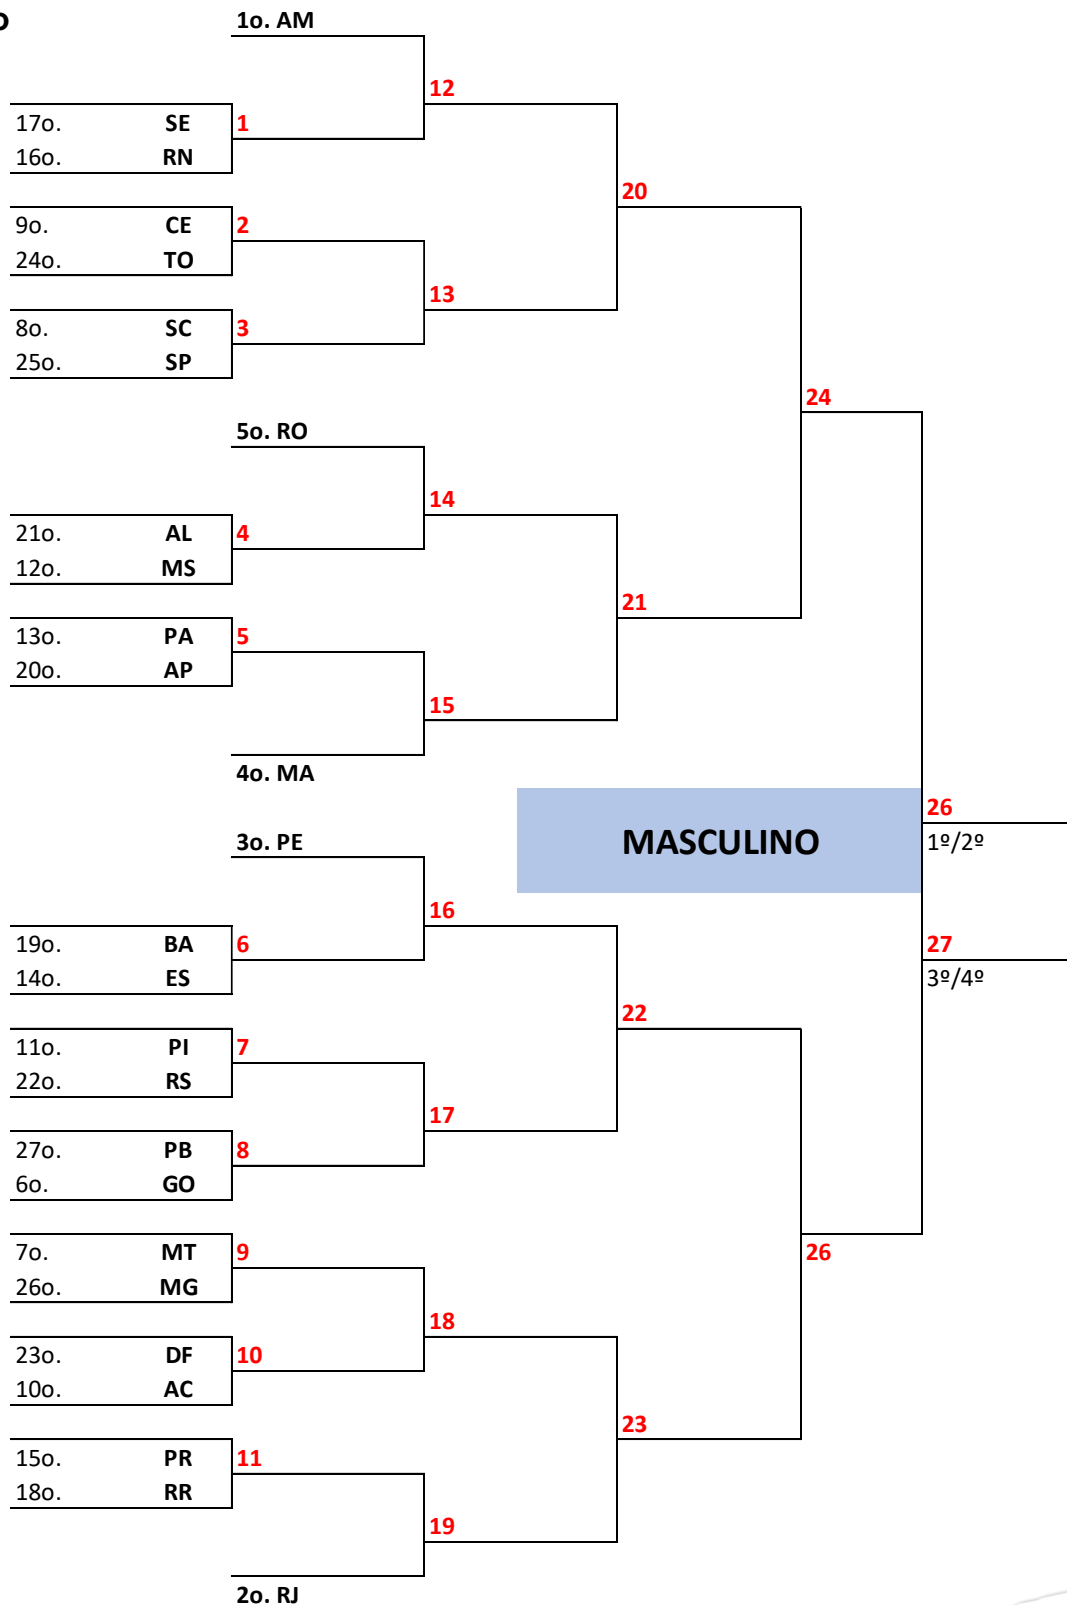 O
1o. AM
12
17o. SE 1
16o. RN
20
9o. CE 2
24o. TO
13
8o. SC 3
25o. SP
24
5o. RO
14
21o. AL 4
12o. MS
21
13o. PA 5
20o. AP
15
4o. MA
26
MASCULINO
1º/2º
3o. PE
16
19o. BA 6
27
14o. ES
3º/4º
22
11o. PI 7
22o. RS
17
27o. PB 8
6o. GO
7o. MT 9
26
26o. MG
18
23o. DF 10
10o. AC
23
15o. PR 11
18o. RR
19
2o. RJ